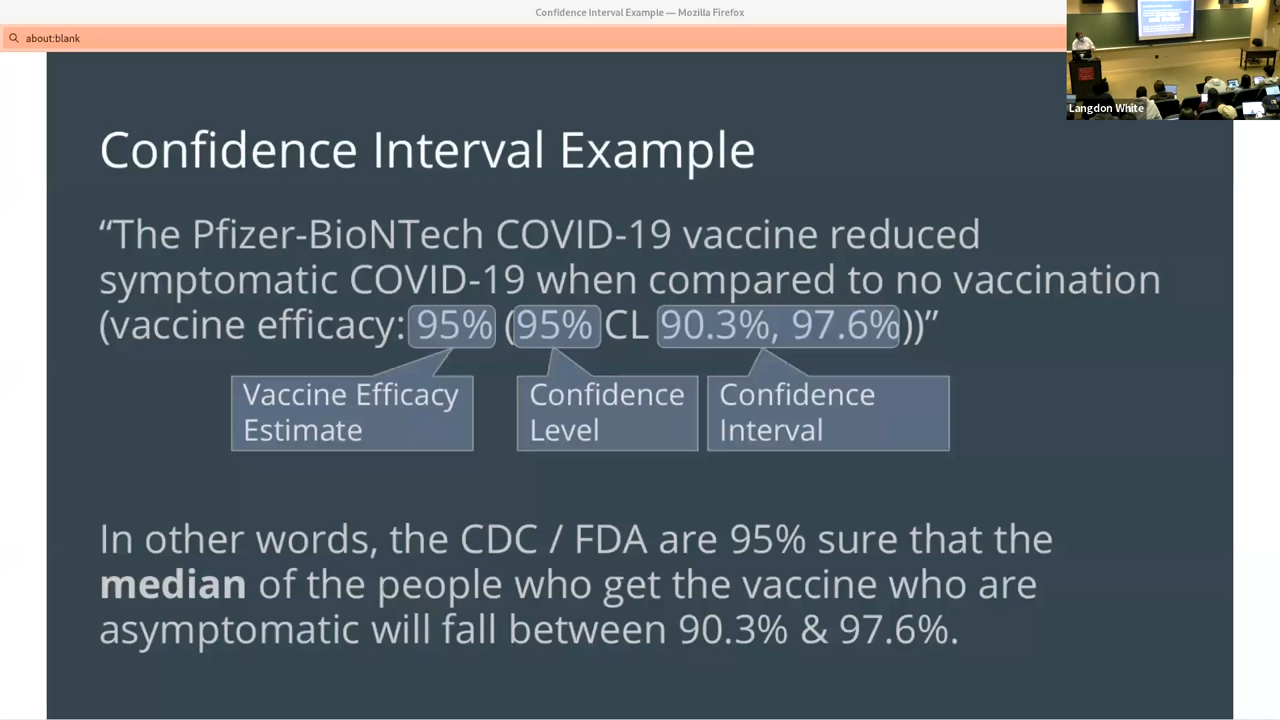 Confidence Interval Example — Mozilla Firefox
about:blank
Langdon White
Confidence Interval Example
“The Pfizer-BioNTech COVID-19 vaccine reduced
symptomatic COVID-19 when compared to no vaccination
(vaccine efficacy: 95% (95% CL 90.3%, 97.6%))”
Vaccine Efficacy
Estimate
Confidence
Level
Confidence
Interval
In other words, the CDC / FDA are 95% sure that the
median of the people who get the vaccine who are
asymptomatic will fall between 90.3% & 97.6%.